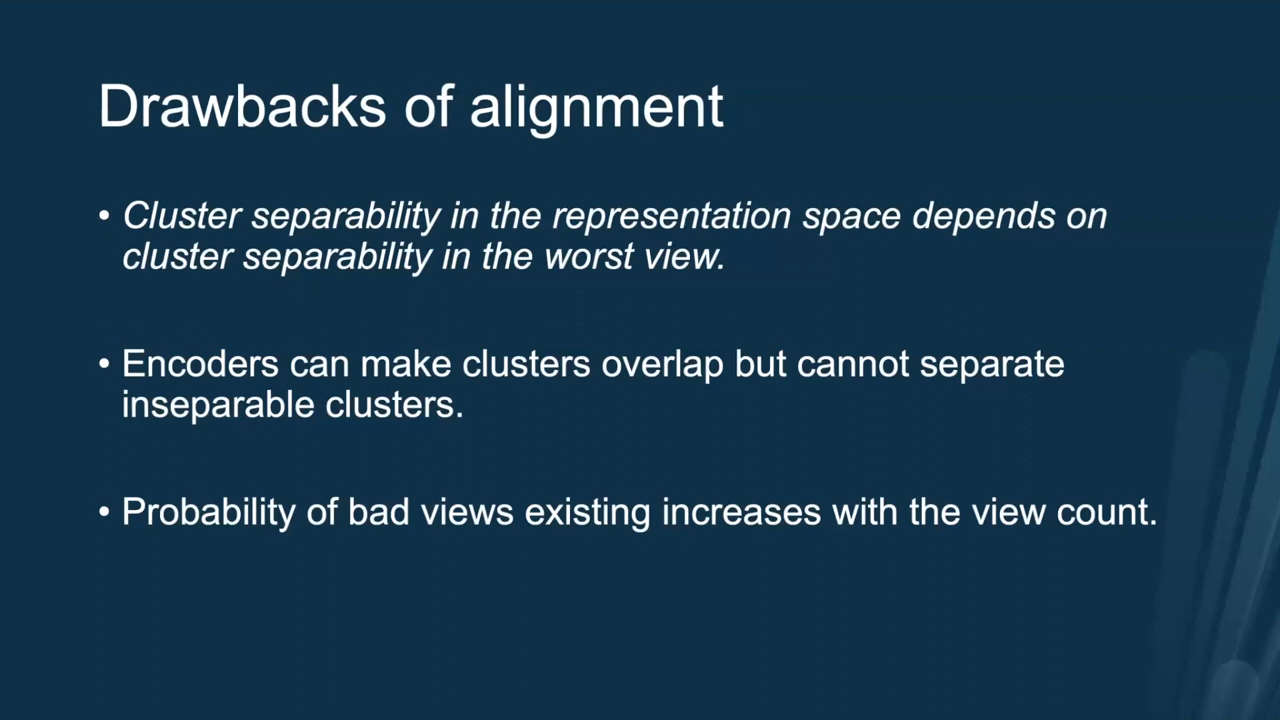 Drawbacks of alignment
• Cluster separability in the representation space depends on
cluster separability in the worst view.
• Encoders can make clusters overlap but cannot separate
inseparable clusters.
• Probability of bad views existing increases with the view count.